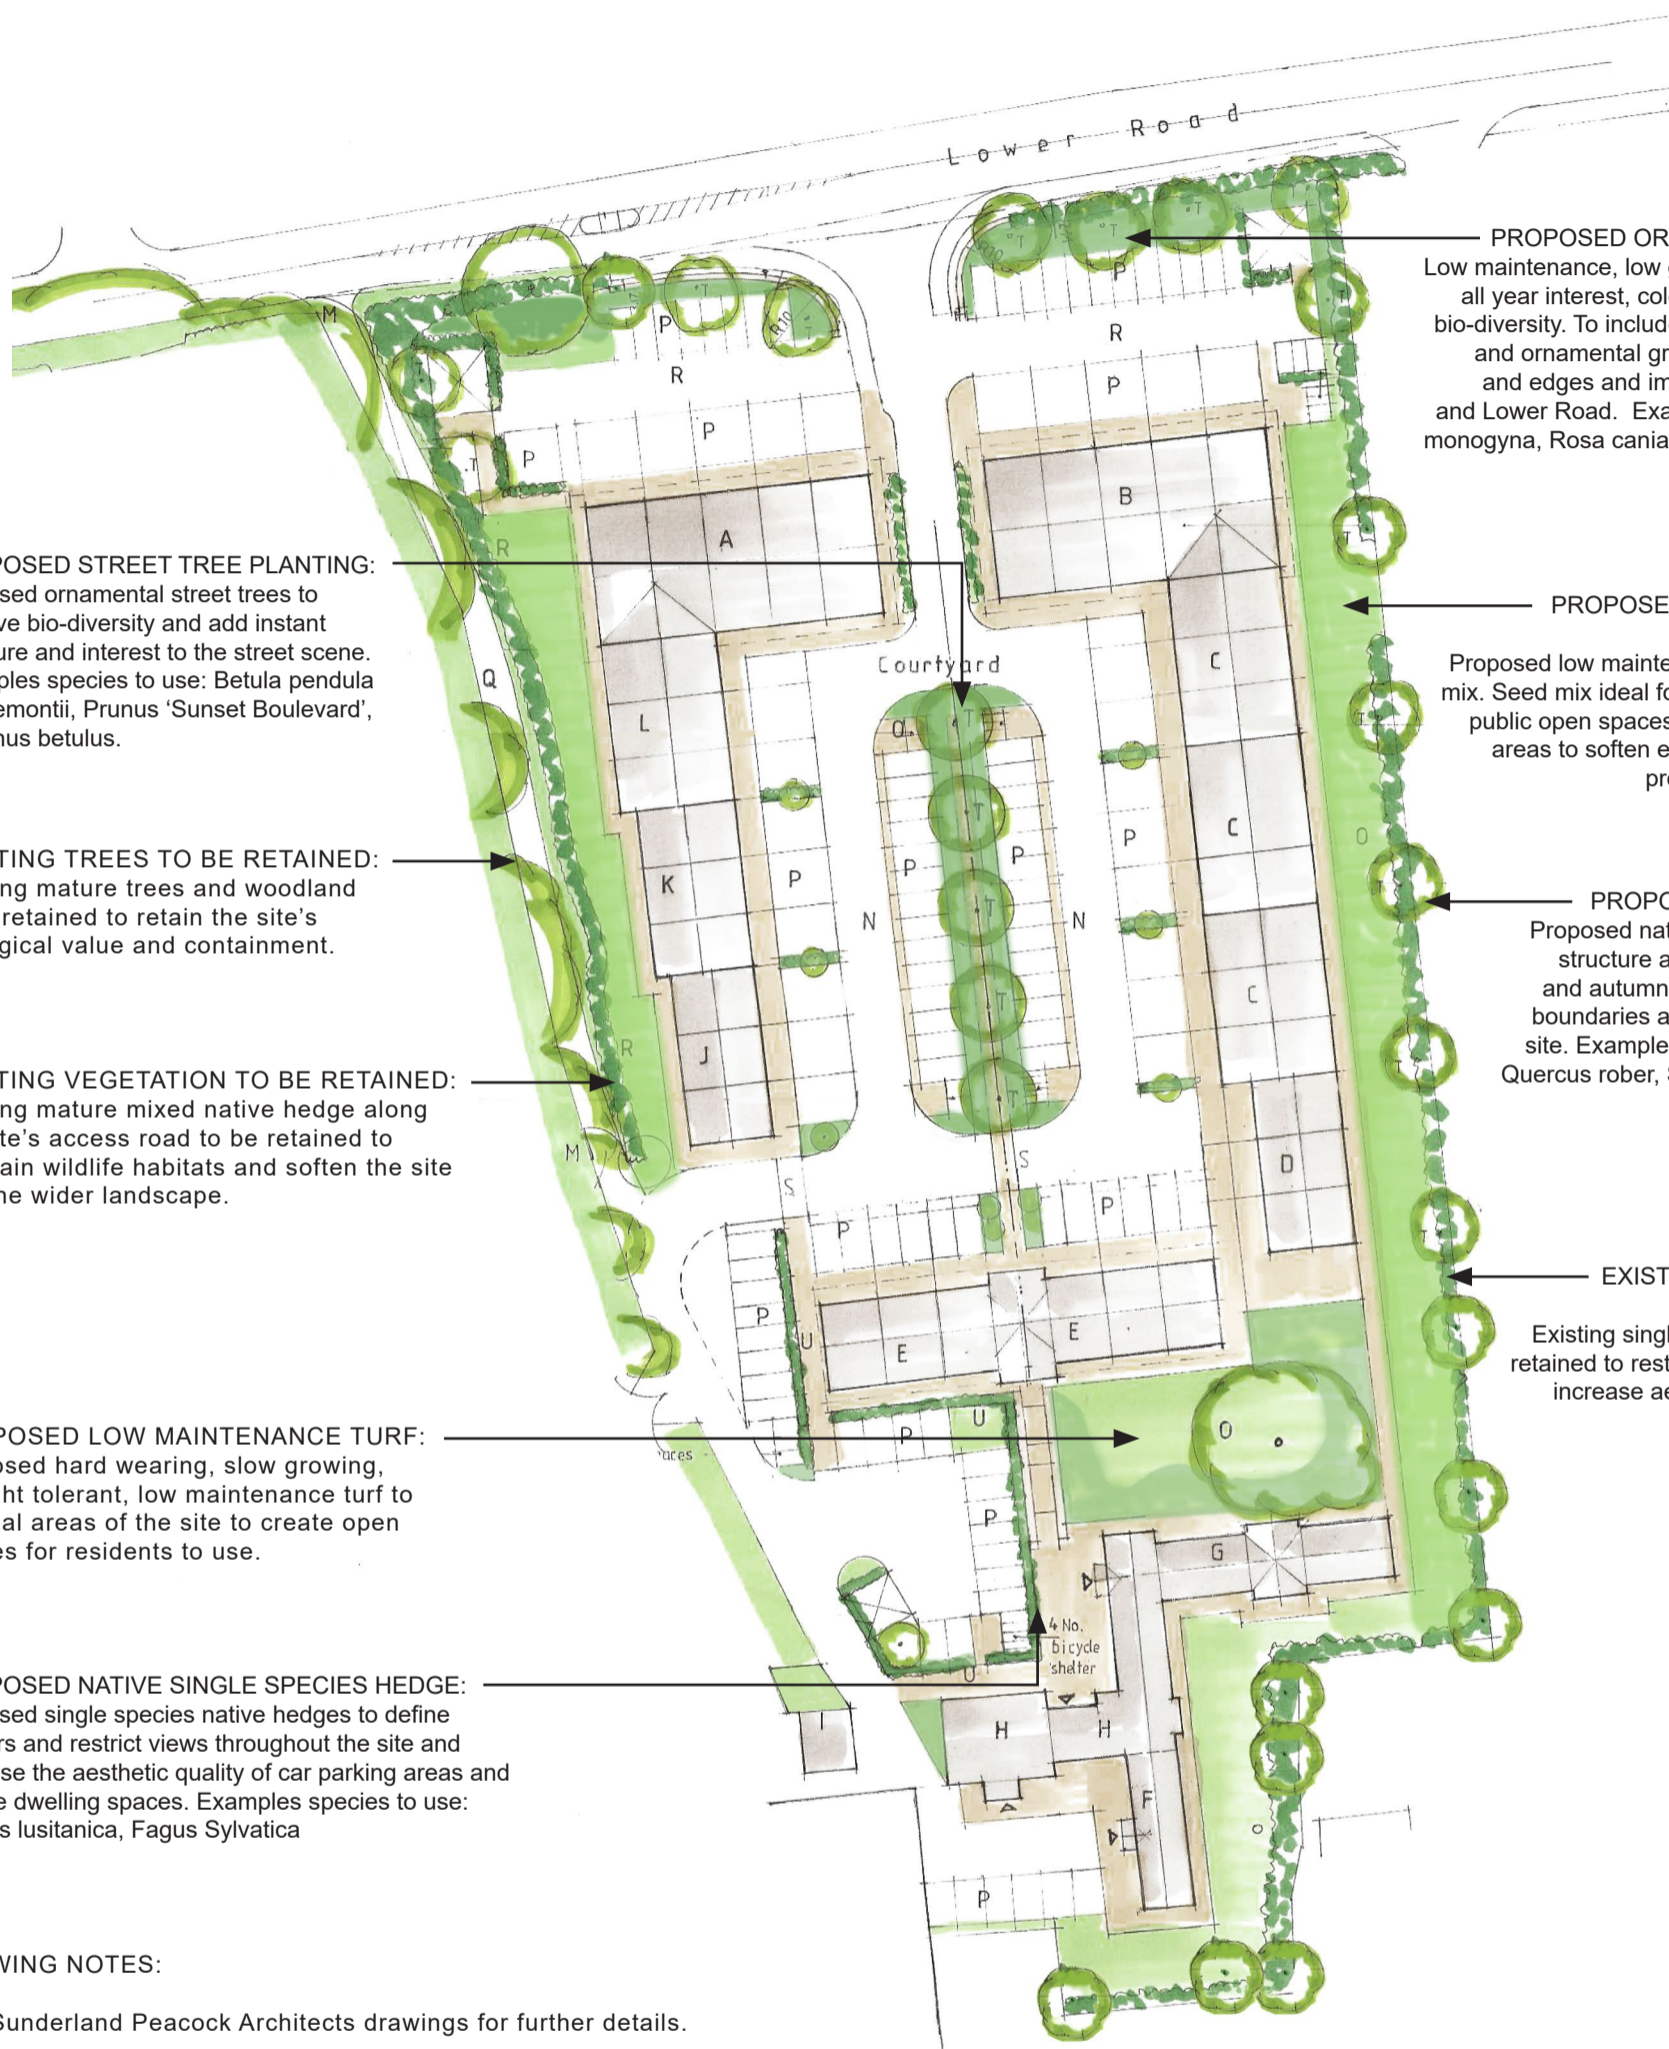 Lower Road
PROPOSED OR
Low maintenance, low
all year interest, col
bio-diversity. To includ
and ornamental gr
and edges and im
and Lower Road. Exa
monogyna, Rosa cania
POSED STREET TREE PLANTING:
sed ornamental street trees to
ve bio-diversity and add instant
ure and interest to the street scene.
ples species to use: Betula pendula
emontii, Prunus ‘Sunset Boulevard’,
nus betulus.
PROPOSE
Proposed low mainte
mix. Seed mix ideal fo
public open spaces
areas to soften e
pr
TING TREES TO BE RETAINED:
ng mature trees and woodland
retained to retain the site’s
gical value and containment.
PROPO
Proposed nat
structure a
and autumn
boundaries a
site. Example
Quercus rober, S
TING VEGETATION TO BE RETAINED:
ng mature mixed native hedge along
te’s access road to be retained to
ain wildlife habitats and soften the site
ne wider landscape.
EXIST
Existing singl
retained to rest
increase ae
POSED LOW MAINTENANCE TURF:
osed hard wearing, slow growing,
ht tolerant, low maintenance turf to
al areas of the site to create open
es for residents to use.
POSED NATIVE SINGLE SPECIES HEDGE:
sed single species native hedges to define
rs and restrict views throughout the site and
se the aesthetic quality of car parking areas and
e dwelling spaces. Examples species to use:
s lusitanica, Fagus Sylvatica
WING NOTES:
Sunderland Peacock Architects drawings for further details.
Courtyard
aces
4 No.
bicycle
shelter
M
P
R10
R
P
P
R10
P
R
P
T
A
B
R
Q
L
K
J
R
M
C
C
C
D
O
P
P
P
P
N
N
O
T
T
T
T
T
S
S
P
P
P
U
E
E
U
P
P
O
G
U
H
H
I
F
P
O